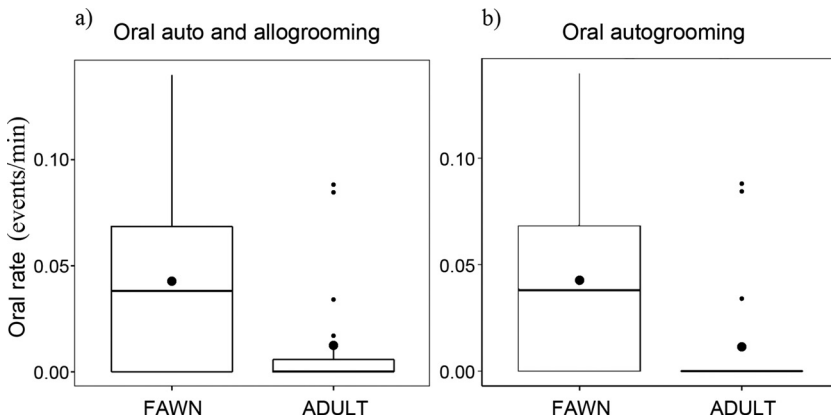 a)
Oral auto and allogrooming
b)
Oral autogrooming
Oral rate (events/min)
0.10
0.05
0.00
FAWN
ADULT
0.10
0.05
0.00
FAWN
ADULT